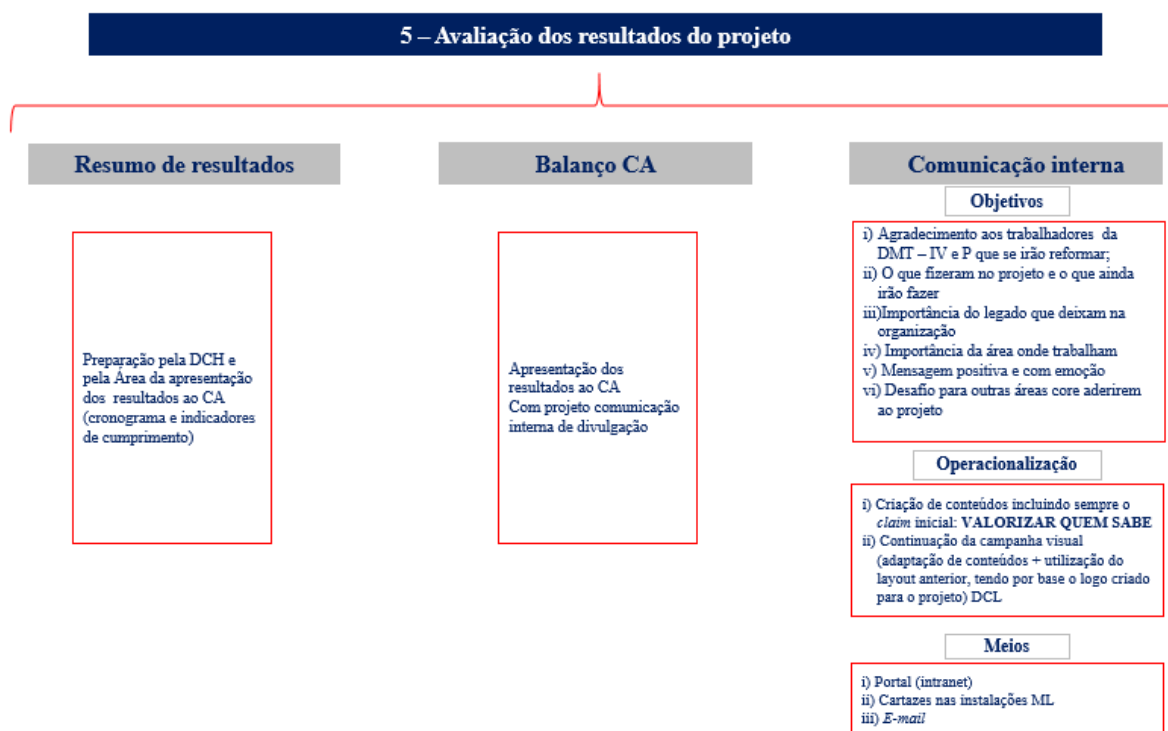 5 – Avaliação dos resultados do projeto
Resumo de resultados
Preparação pela DCH e
pela Área da apresentação
dos resultados ao CA
(cronograma e indicadores
de cumprimento)
Balanço CA
Apresentação dos
resultados ao CA
Com projeto comunicação
interna de divulgação
Comunicação interna
Objetivos
i) Agradecimento aos trabalhadores da
DMT – IV e P que se irão reformar;
ii) O que fizeram no projeto e o que ainda
irão fazer
iii)Importância do legado que deixam na
organização
iv) Importância da área onde trabalham
v) Mensagem positiva e com emoção
vi) Desafio para outras áreas core aderirem
ao projeto
Operacionalização
i) Criação de conteúdos incluindo sempre o
claim inicial: VALORIZAR QUEM SABE
ii) Continuação da campanha visual
(adaptação de conteúdos + utilização do
layout anterior, tendo por base o logo criado
para o projeto) DCL
Meios
i) Portal (intranet)
ii) Cartazes nas instalações ML
iii) E-mail